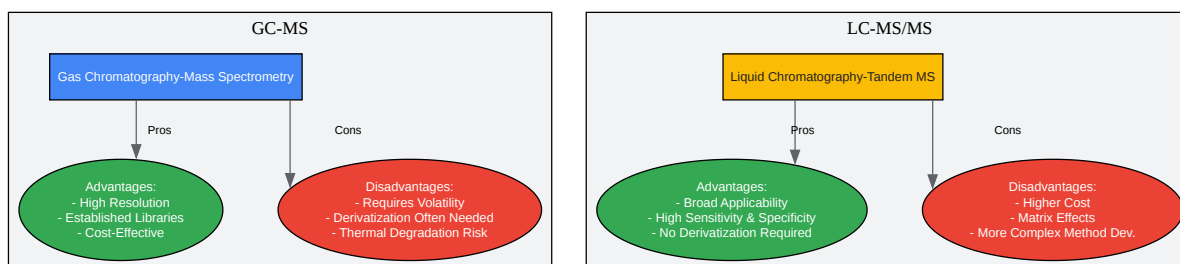 GC-MS
Gas Chromatography-Mass Spectrometry
Pros
Cons
Advantages:
- High Resolution
- Established Libraries
- Cost-Effective
Disadvantages:
- Requires Volatility
- Derivatization Often Needed
- Thermal Degradation Risk
LC-MS/MS
Liquid Chromatography-Tandem MS
Pros
Cons
Advantages:
- Broad Applicability
- High Sensitivity & Specificity
- No Derivatization Required
Disadvantages:
- Higher Cost
- Matrix Effects
- More Complex Method Dev.